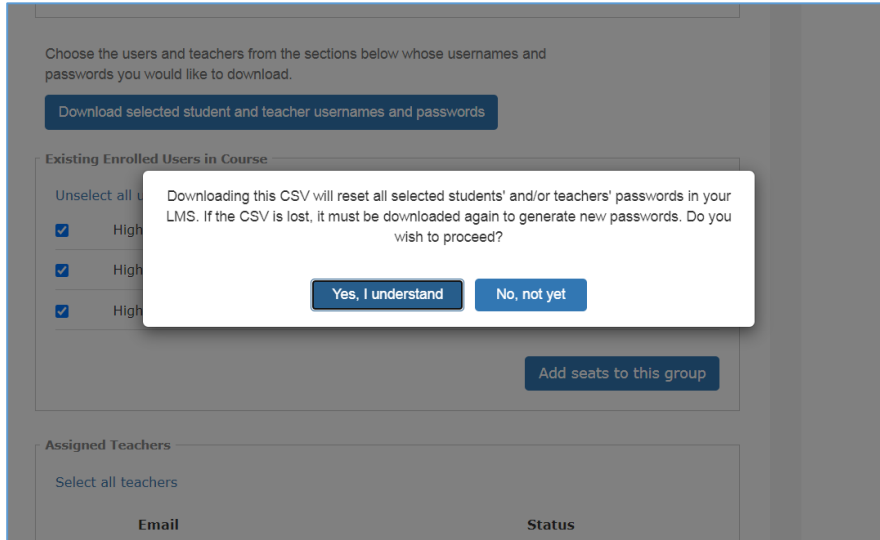 Choose the users and teachers from the sections below whose usernames and
passwords you would like to download.
Download selected student and teacher usernames and passwords
Existing Enrolled Users in Course
Unselect all
Downloading this CSV will reset all selected students' and/or teachers' passwords in your
LMS. If the CSV is lost, it must be downloaded again to generate new passwords. Do you
wish to proceed?
High
High
High
Yes, I understand
No, not yet
Add seats to this group
Assigned Teachers
Select all teachers
Email Status